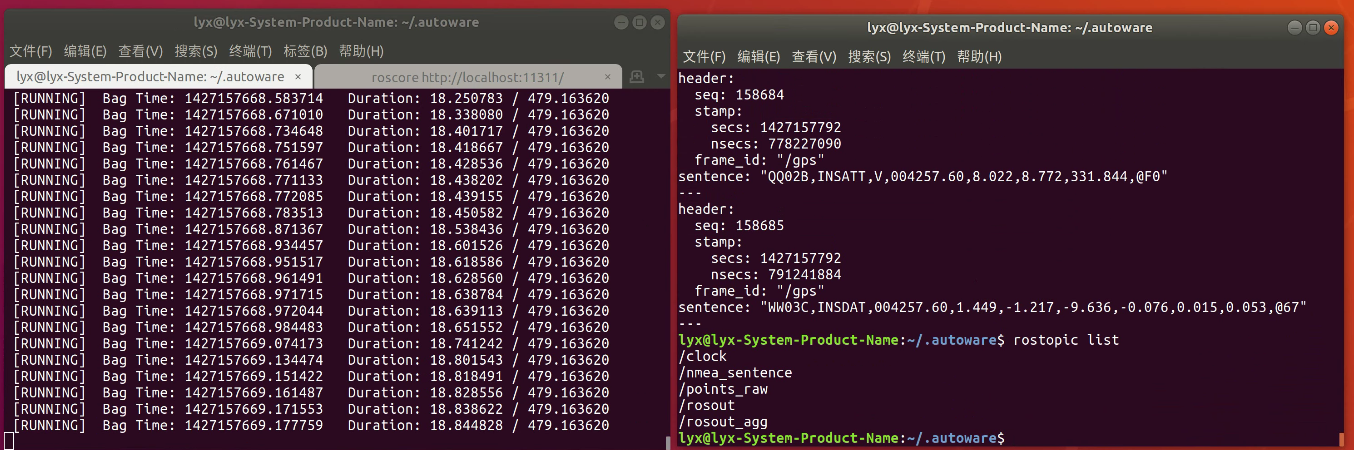 lyx@lyx-System-Product-Name: ~/.autoware
文件(F) 编辑(E) 查看(V) 搜索(S) 终端(T) 标签(B) 帮助(H)
lyx@lyx-System-Product-Name: ~/.autoware ×
roscore http://localhost:11311/ ×
[RUNNING] Bag Time: 1427157668.583714 Duration: 18.250783 / 479.163620
[RUNNING] Bag Time: 1427157668.671010 Duration: 18.338080 / 479.163620
[RUNNING] Bag Time: 1427157668.734648 Duration: 18.401717 / 479.163620
[RUNNING] Bag Time: 1427157668.751597 Duration: 18.418667 / 479.163620
[RUNNING] Bag Time: 1427157668.761467 Duration: 18.428536 / 479.163620
[RUNNING] Bag Time: 1427157668.771133 Duration: 18.438202 / 479.163620
[RUNNING] Bag Time: 1427157668.772085 Duration: 18.439155 / 479.163620
[RUNNING] Bag Time: 1427157668.783513 Duration: 18.450582 / 479.163620
[RUNNING] Bag Time: 1427157668.871367 Duration: 18.538436 / 479.163620
[RUNNING] Bag Time: 1427157668.934457 Duration: 18.601526 / 479.163620
[RUNNING] Bag Time: 1427157668.951517 Duration: 18.618586 / 479.163620
[RUNNING] Bag Time: 1427157668.961491 Duration: 18.628560 / 479.163620
[RUNNING] Bag Time: 1427157668.971715 Duration: 18.638784 / 479.163620
[RUNNING] Bag Time: 1427157668.972044 Duration: 18.639113 / 479.163620
[RUNNING] Bag Time: 1427157668.984483 Duration: 18.651552 / 479.163620
[RUNNING] Bag Time: 1427157669.074173 Duration: 18.741242 / 479.163620
[RUNNING] Bag Time: 1427157669.134474 Duration: 18.801543 / 479.163620
[RUNNING] Bag Time: 1427157669.151422 Duration: 18.818491 / 479.163620
[RUNNING] Bag Time: 1427157669.161487 Duration: 18.828556 / 479.163620
[RUNNING] Bag Time: 1427157669.171553 Duration: 18.838622 / 479.163620
[RUNNING] Bag Time: 1427157669.177759 Duration: 18.844828 / 479.163620
lyx@lyx-System-Product-Name: ~/.autoware
文件(F) 编辑(E) 查看(V) 搜索(S) 终端(T) 帮助(H)
header:
seq: 158684
stamp:
secs: 1427157792
nsecs: 778227090
frame_id: "/gps"
sentence: "QQ02B,INSATT,V,004257.60,8.022,8.772,331.844,@F0"
---
header:
seq: 158685
stamp:
secs: 1427157792
nsecs: 791241884
frame_id: "/gps"
sentence: "WW03C,INSDAT,004257.60,1.449,-1.217,-9.636,-0.076,0.015,0.053,@67"
---
lyx@lyx-System-Product-Name:~/.autoware$ rostopic list
/clock
/nmea_sentence
/points_raw
/rosout
/rosout_agg
lyx@lyx-System-Product-Name:~/.autoware$